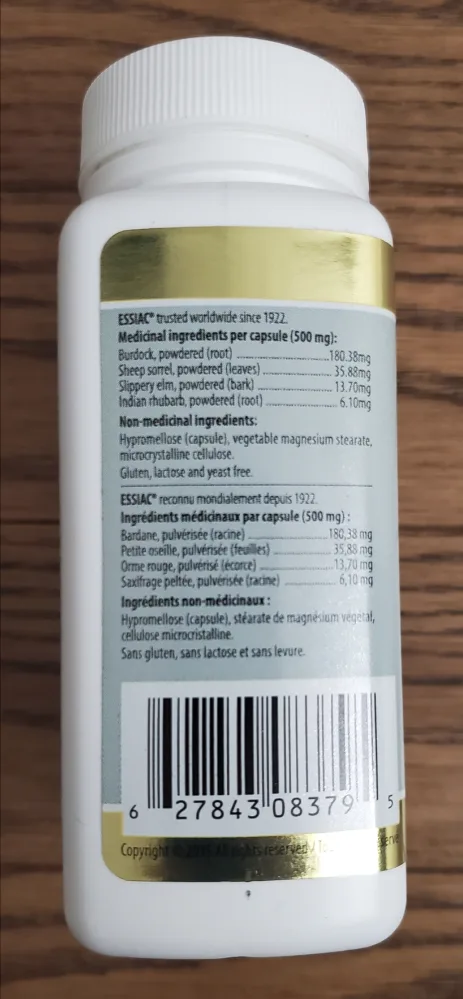 ESSIAC® trusted worldwide since 1922.
Medicinal ingredients per capsule (500 mg):
Burdock, powdered (root) ........................180.38mg
Sheep sorrel, powdered (leaves) ................ 35.88mg
Slippery elm, powdered (bark) .................. 13.70mg
Indian rhubarb, powdered (root) ................ 6.10mg
Non-medicinal ingredients:
Hypromellose (capsule), vegetable magnesium stearate,
microcrystalline cellulose.
Gluten, lactose and yeast free.
ESSIAC® reconnu mondialement depuis 1922.
Ingrédients médicinaux par capsule (500 mg) :
Bardane, pulvérisée (racine) .....................180,38 mg
Petite oseille, pulvérisée (feuilles) .............. 35,88 mg
Orme rouge, pulvérisé (écorce) ................. 13,70 mg
Saxifrage peltée, pulvérisée (racine) ............ 6,10 mg
Ingrédients non-médicinaux :
Hypromellose (capsule), stéarate de magnésium végétal,
cellulose microcristalline.
Sans gluten, sans lactose et sans levure.
6 27843 08379 5
Copyright © All rights reserved /